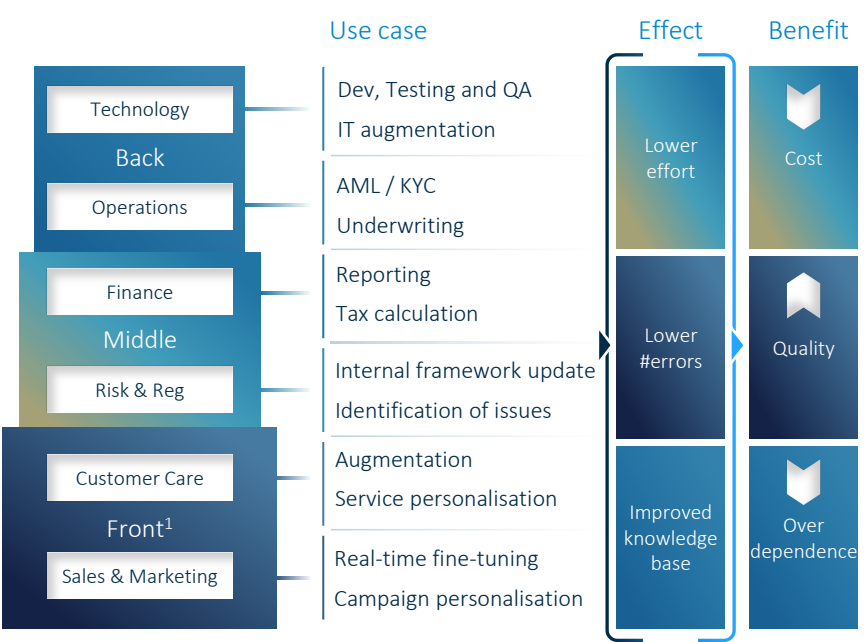 Use case
Effect
Benefit
Technology
Back
Operations
Finance
Middle
Risk & Reg
Customer Care
Front¹
Sales & Marketing
Dev, Testing and QA
IT augmentation
AML / KYC
Underwriting
Reporting
Tax calculation
Internal framework update
Identification of issues
Augmentation
Service personalisation
Real-time fine-tuning
Campaign personalisation
Lower
effort
Lower
#errors
Improved
knowledge
base
Cost
Quality
Over
dependence